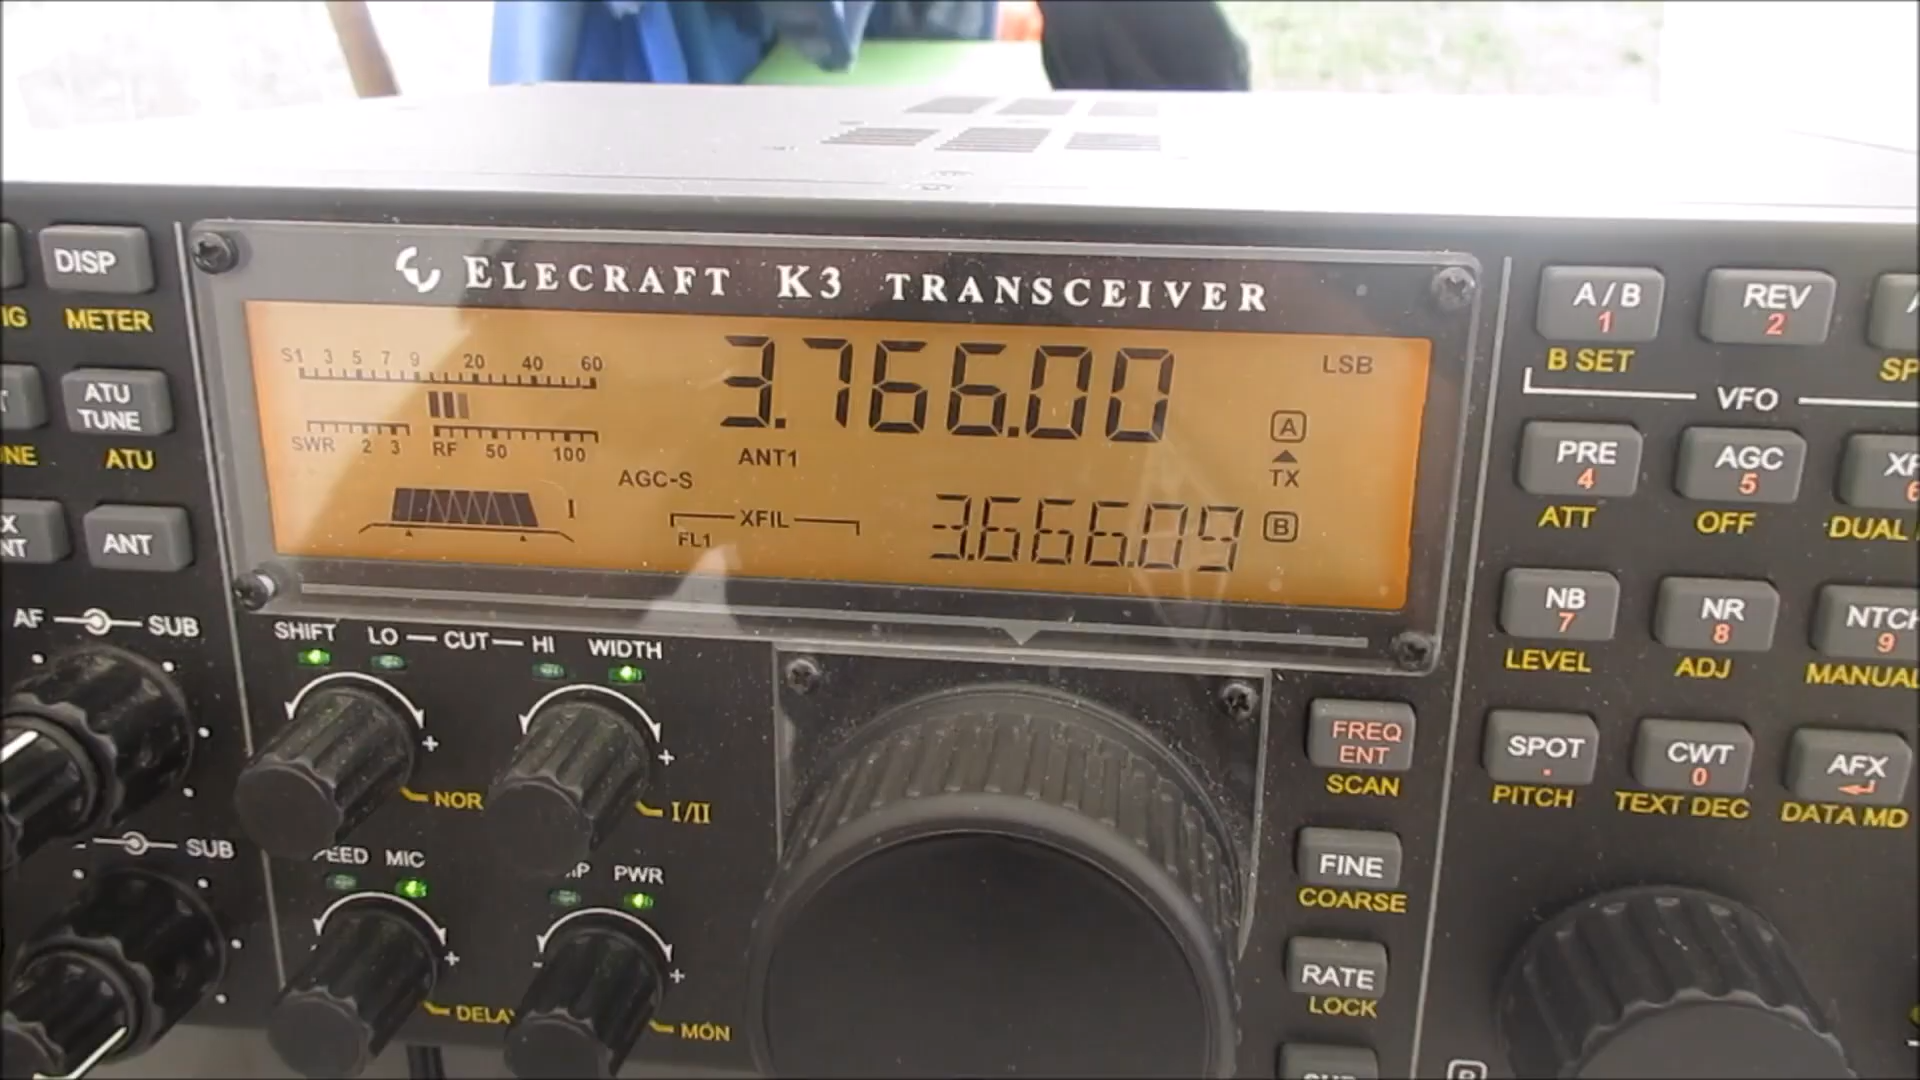 ELECRAFT K3 TRANSCEIVER
DISP
METER
ATU
TUNE
ATU
ANT
AF
SUB
SUB
S1 3 5 7 9 20 40 60
SWR 2 3 RF 50 100
3.766.00
LSB
ANT1
AGC-S
A
TX
XFIL
FL1
I
3.666.09
B
SHIFT LO CUT HI WIDTH
+
+
NOR
I/II
MIC
PWR
+
- +
MON
A/B
1
B SET
REV
2
VFO
PRE
4
ATT
AGC
5
OFF
DUAL
NB
7
LEVEL
NR
8
ADJ
9
MANUAL
FREQ
ENT
SCAN
SPOT
.
PITCH
CWT
0
TEXT DEC
AFX
DATA MD
FINE
COARSE
RATE
LOCK